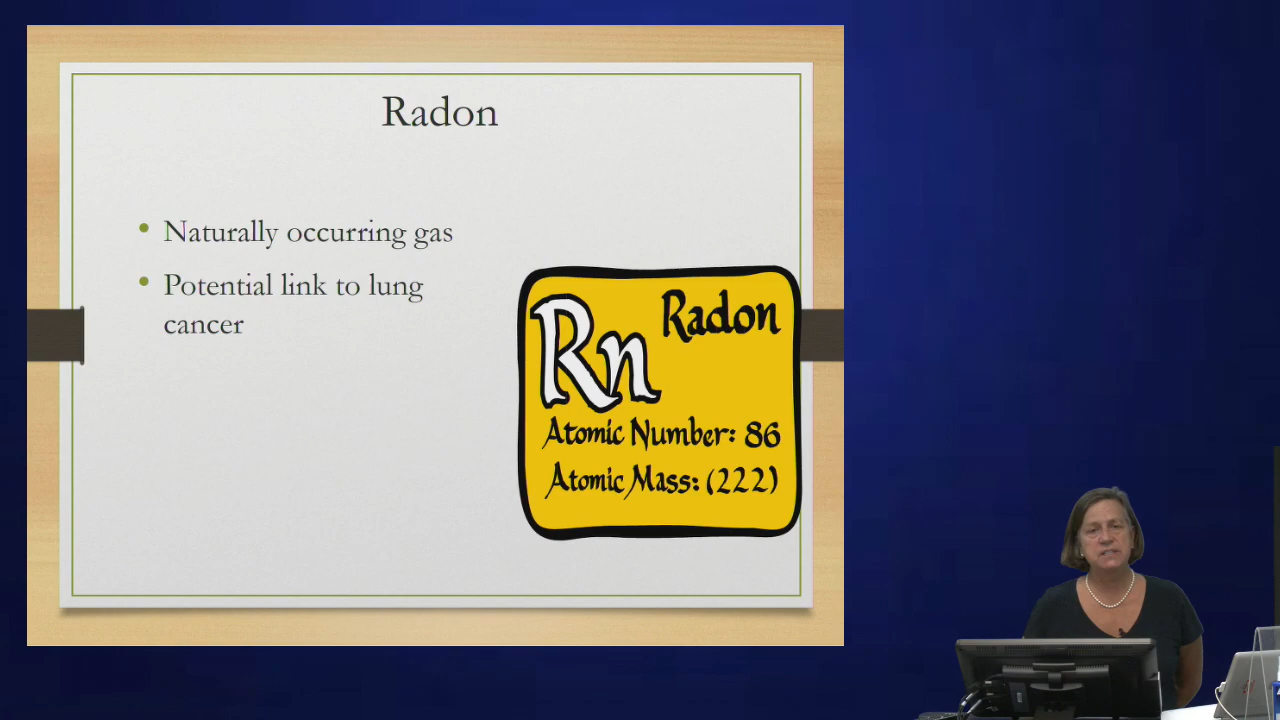 Radon
• Naturally occurring gas
• Potential link to lung
cancer
Rn
Radon
Atomic Number: 86
Atomic Mass: (222)